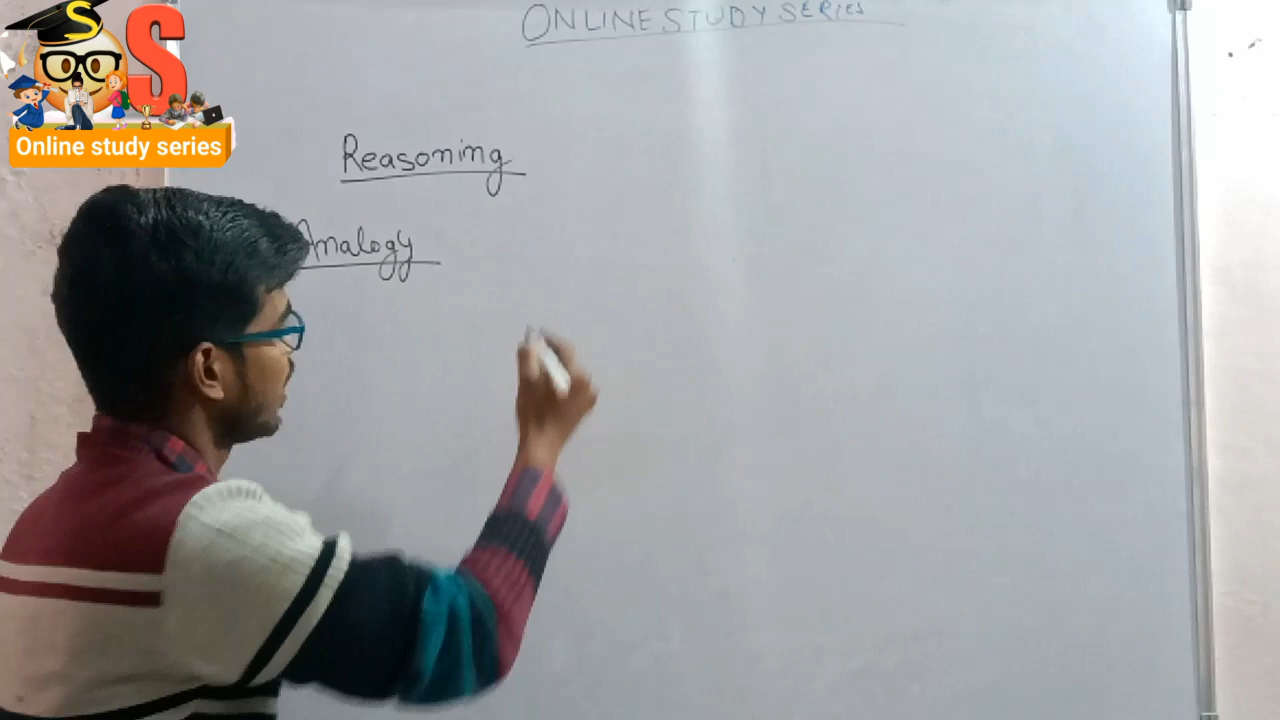 ONLINE STUDY SERIES
S
S
Online study series
Reasoning
Analogy